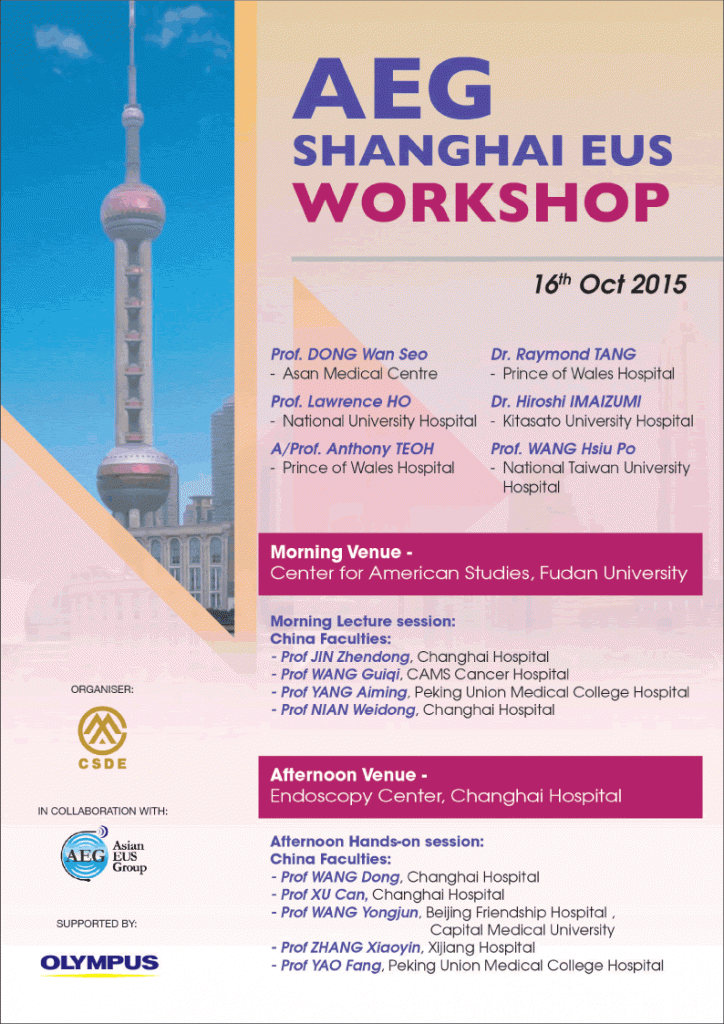 AEG
SHANGHAI EUS
WORKSHOP
16th Oct 2015
Prof. DONG Wan Seo
- Asan Medical Centre
Prof. Lawrence HO
- National University Hospital
A/Prof. Anthony TEOH
- Prince of Wales Hospital
Dr. Raymond TANG
- Prince of Wales Hospital
Dr. Hiroshi IMAIZUMI
- Kitasato University Hospital
Prof. WANG Hsiu Po
- National Taiwan University
Hospital
Morning Venue -
Center for American Studies, Fudan University
Morning Lecture session:
China Faculties:
- Prof JIN Zhendong, Changhai Hospital
- Prof WANG Guiqi, CAMS Cancer Hospital
- Prof YANG Aiming, Peking Union Medical College Hospital
- Prof NIAN Weidong, Changhai Hospital
Afternoon Venue -
Endoscopy Center, Changhai Hospital
Afternoon Hands-on session:
China Faculties:
- Prof WANG Dong, Changhai Hospital
- Prof XU Can, Changhai Hospital
- Prof WANG Yongjun, Beijing Friendship Hospital ,
Capital Medical University
- Prof ZHANG Xiaoyin, Xijiang Hospital
- Prof YAO Fang, Peking Union Medical College Hospital
ORGANISER:
CSDE
IN COLLABORATION WITH:
AEG
Asian
EUS
Group
SUPPORTED BY:
OLYMPUS